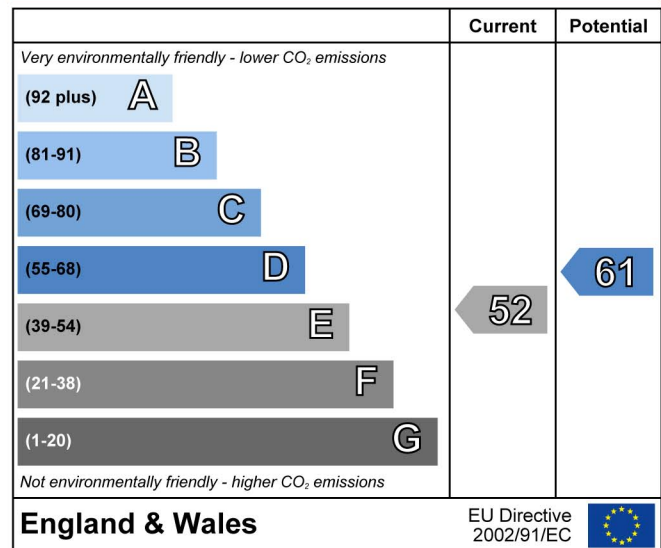 Current Potential
Very environmentally friendly - lower CO₂ emissions
(92 plus) A
(81-91) B
(69-80) C
(55-68) D
61
(39-54) E
52
(21-38) F
(1-20) G
Not environmentally friendly - higher CO₂ emissions
England & Wales
EU Directive
2002/91/EC